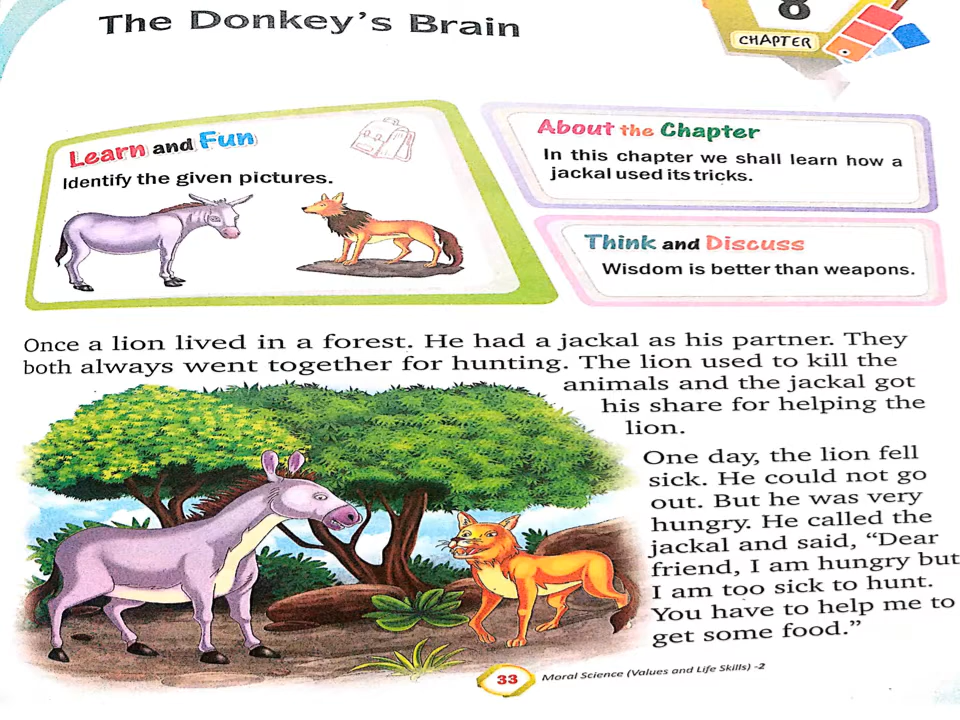 The Donkey's Brain
8
CHAPTER
Learn and Fun
Identify the given pictures.
About the Chapter
In this chapter we shall learn how a
jackal used its tricks.
Think and Discuss
Wisdom is better than weapons.
Once a lion lived in a forest. He had a jackal as his partner. They
both always went together for hunting. The lion used to kill the
animals and the jackal got
his share for helping the
lion.
One day, the lion fell
sick. He could not go
out. But he was very
hungry. He called the
jackal and said, “Dear
friend, I am hungry but
I am too sick to hunt.
You have to help me to
get some food.”
33
Moral Science (Values and Life Skills) -2